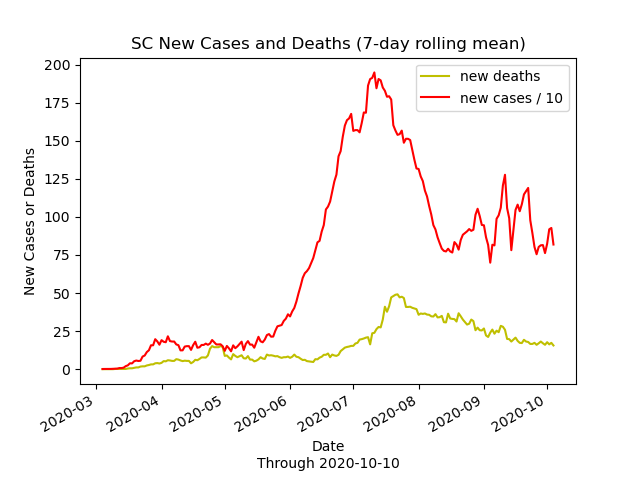 SC New Cases and Deaths (7-day rolling mean)
new deaths
new cases / 10
200
175
150
125
100
75
50
25
0
New Cases or Deaths
2020-03
2020-04
2020-05
2020-06
2020-07
2020-08
2020-09
2020-10
Date
Through 2020-10-10